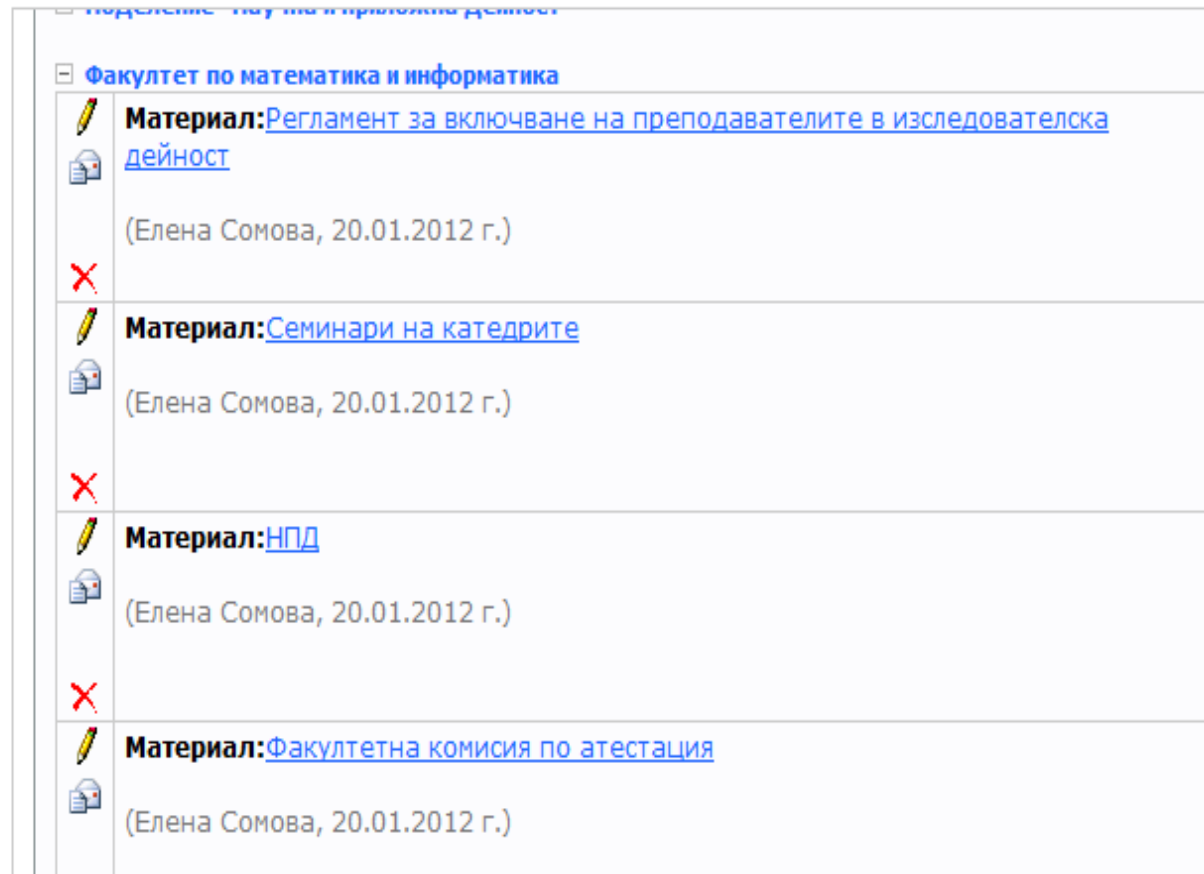 Факултет по математика и информатика
Материал:Регламент за включване на преподавателите в изследователска
дейност
(Елена Сомова, 20.01.2012 г.)
Материал:Семинари на катедрите
(Елена Сомова, 20.01.2012 г.)
Материал:НПД
(Елена Сомова, 20.01.2012 г.)
Материал:Факултетна комисия по атестация
(Елена Сомова, 20.01.2012 г.)